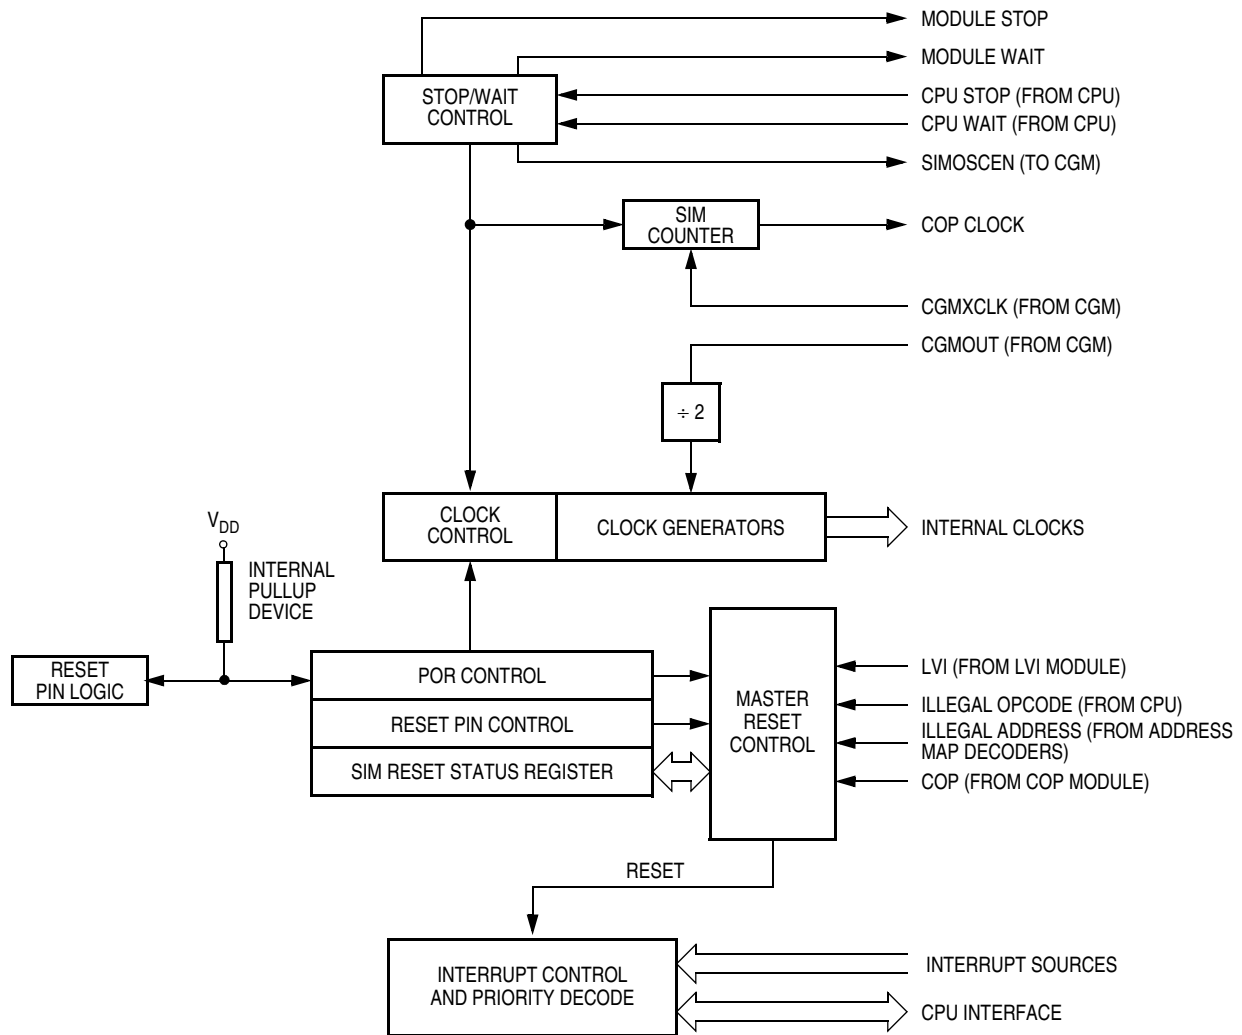 MODULE STOP
MODULE WAIT
STOP/WAIT
CONTROL
CPU STOP (FROM CPU)
CPU WAIT (FROM CPU)
SIMOSCEN (TO CGM)
SIM
COUNTER
COP CLOCK
CGMXCLK (FROM CGM)
CGMOUT (FROM CGM)
÷ 2
CLOCK
CONTROL
CLOCK GENERATORS
INTERNAL CLOCKS
VDD
INTERNAL
PULLUP
DEVICE
RESET
PIN LOGIC
POR CONTROL
RESET PIN CONTROL
SIM RESET STATUS REGISTER
MASTER
RESET
CONTROL
LVI (FROM LVI MODULE)
ILLEGAL OPCODE (FROM CPU)
ILLEGAL ADDRESS (FROM ADDRESS
MAP DECODERS)
COP (FROM COP MODULE)
RESET
INTERRUPT CONTROL
AND PRIORITY DECODE
INTERRUPT SOURCES
CPU INTERFACE